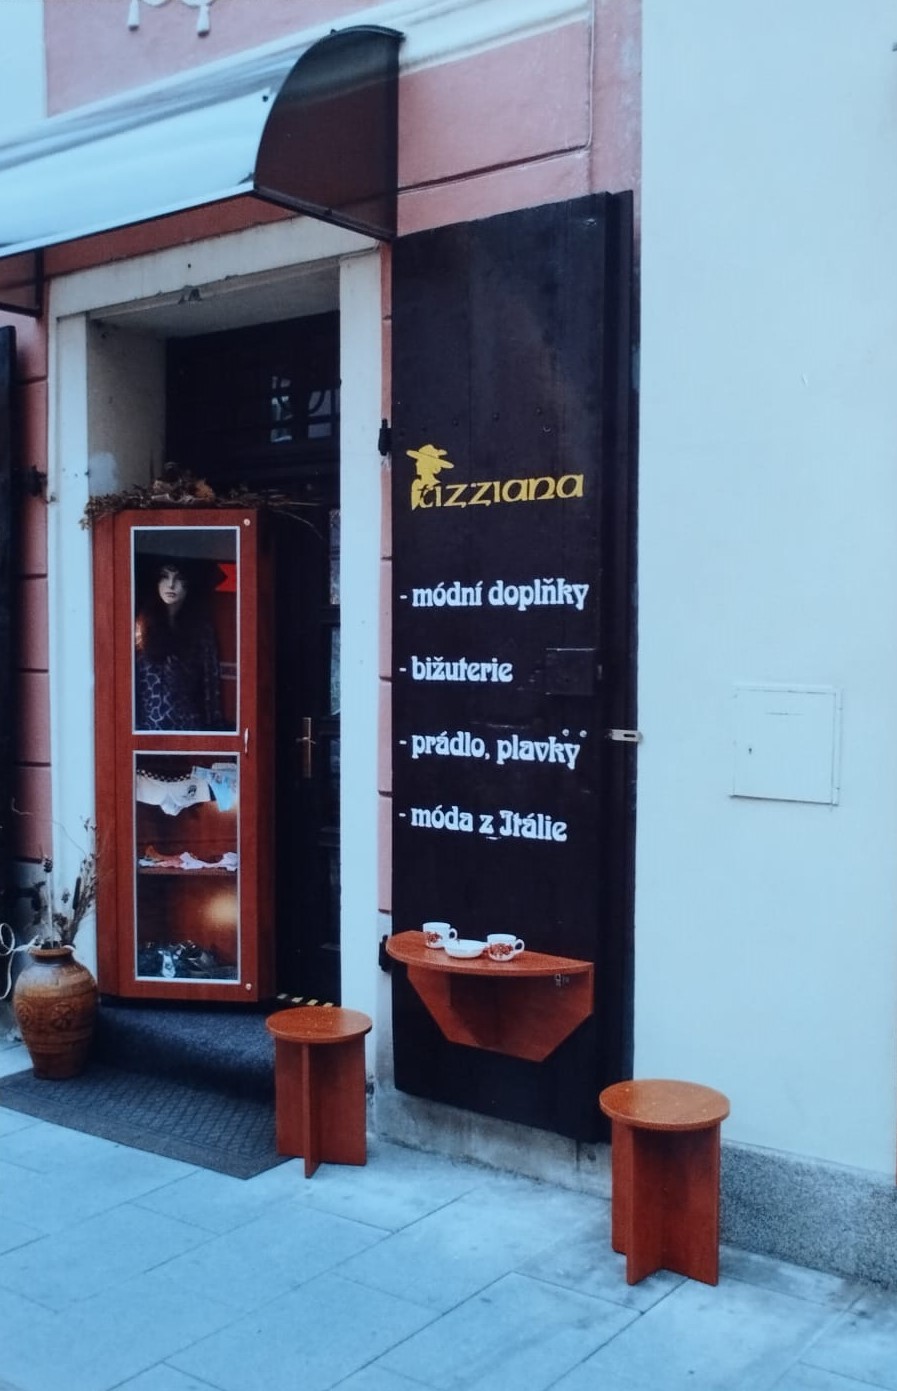 tizziana
- módní doplňky
- bižuterie
- prádlo, plavky
- móda z Itálie